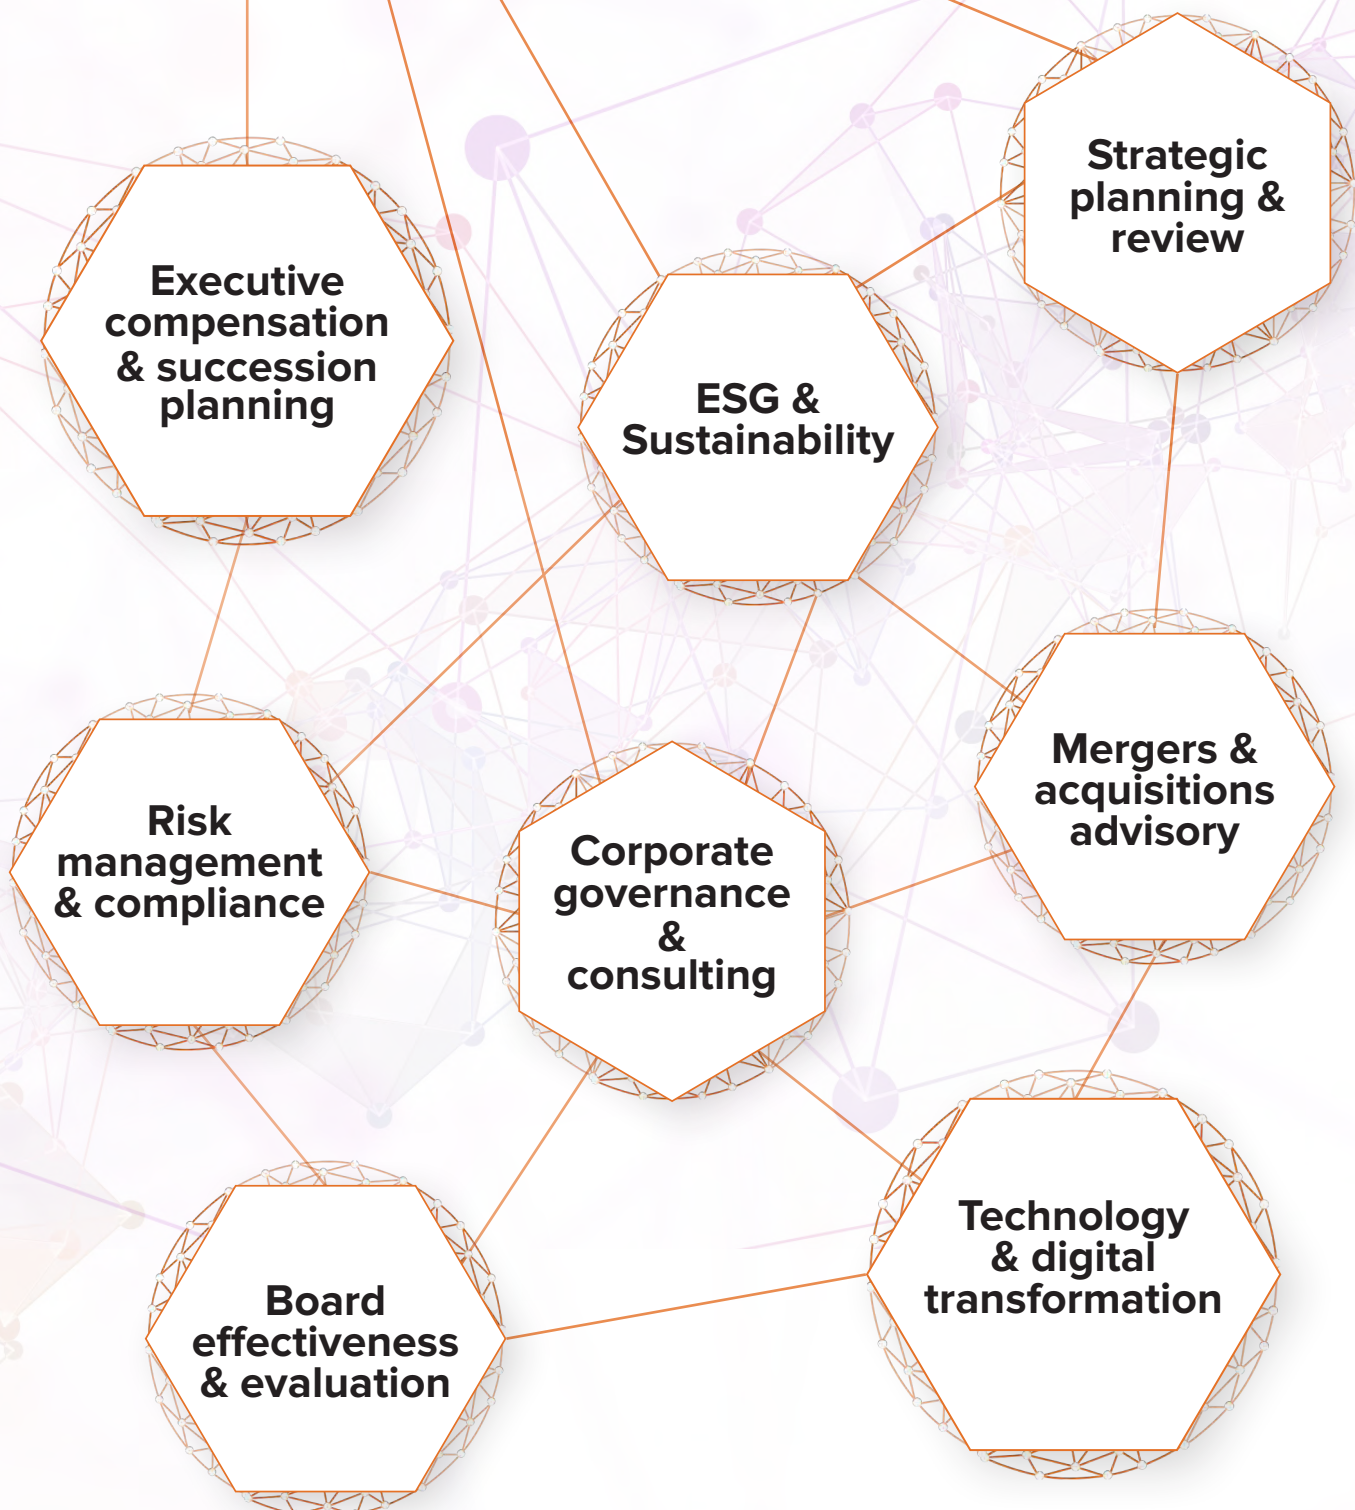 Strategic
planning &
review
Executive
compensation
& succession
planning
ESG &
Sustainability
Mergers &
acquisitions
advisory
Risk
management
& compliance
Corporate
governance
&
consulting
Technology
& digital
transformation
Board
effectiveness
& evaluation